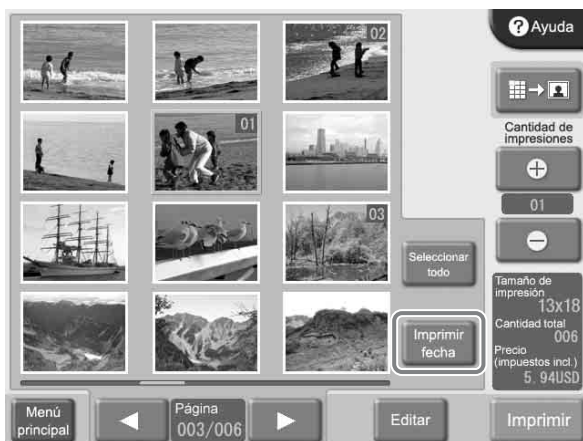 02
Ayuda
Cantidad de
impresiones
01
01
03
Seleccionar
todo
Tamaño de
impresión
13x18
Cantidad total
006
Imprimir
fecha
Precio
(impuestos incl.)
5. 94USD
Menú
principal
Página
003/006
Editar
Imprimir